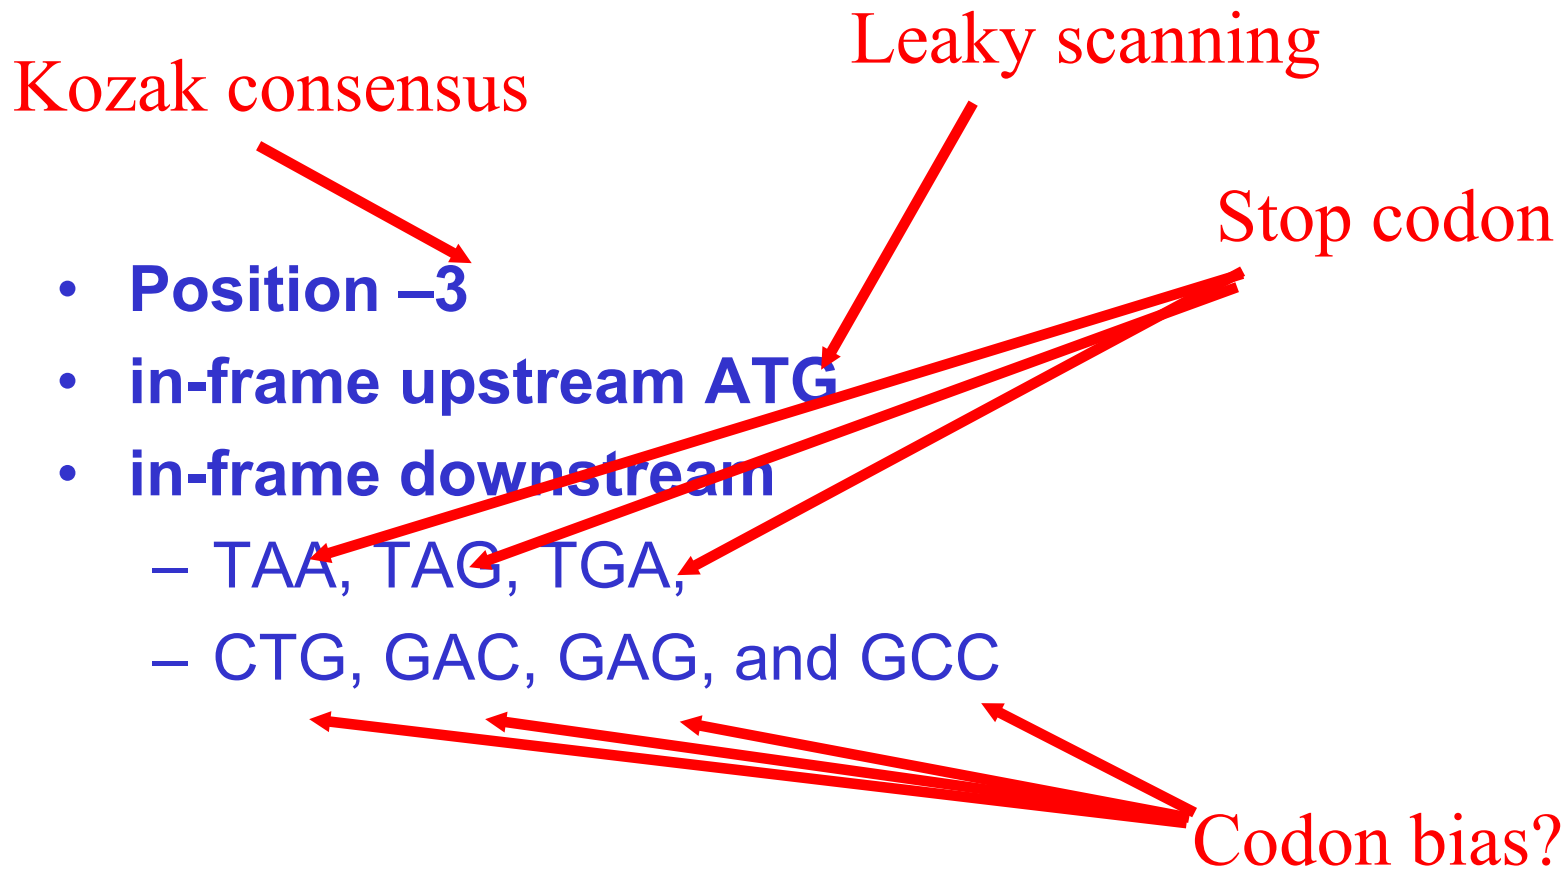 Leaky scanning
Kozak consensus
Stop codon
• Position –3
• in-frame upstream ATG
• in-frame downstream
– TAA, TAG, TGA,
– CTG, GAC, GAG, and GCC
Codon bias?